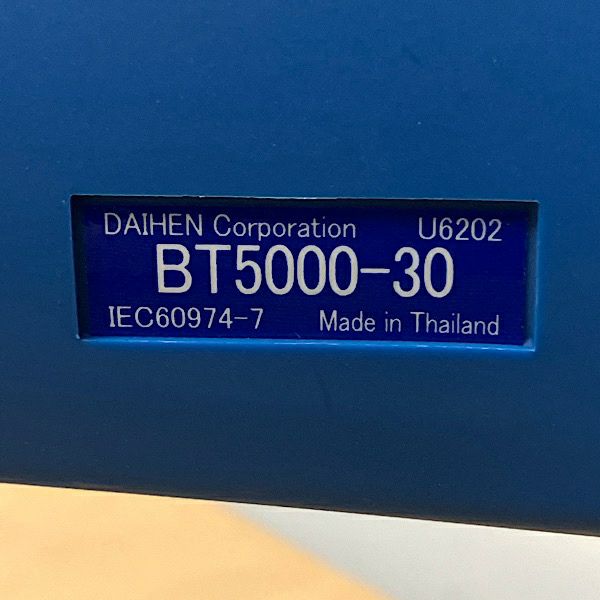 DAIHEN Corporation U6202
BT5000-30
IEC60974-7 Made in Thailand